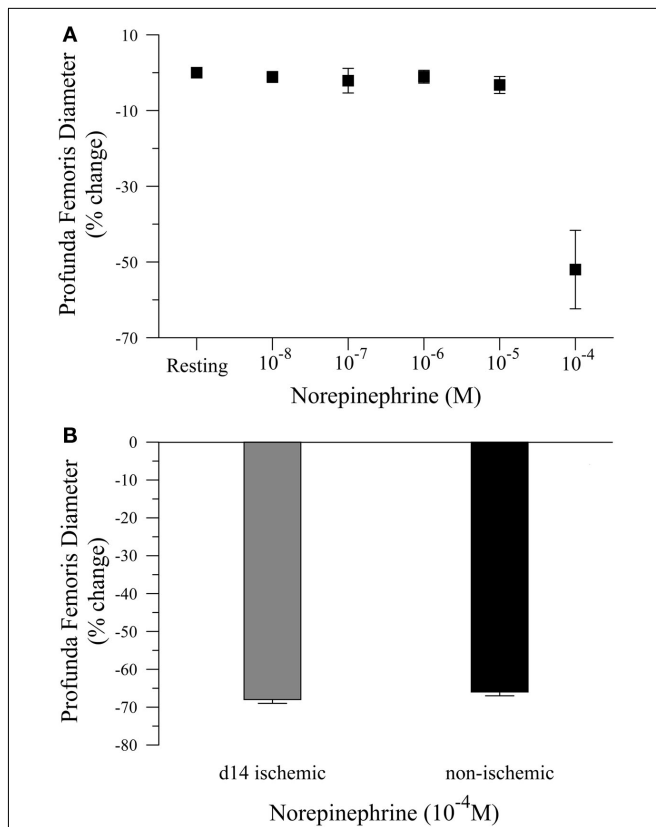 A
Profunda Femoris Diameter
(% change)
10
-10
-30
-50
-70
Resting
10-8
10-7
10-6
10-5
10-4
Norepinephrine (M)
B
Profunda Femoris Diameter
(% change)
0
-10
-20
-30
-40
-50
-60
-70
-80
d14 ischemic
non-ischemic
Norepinephrine (10-4M)